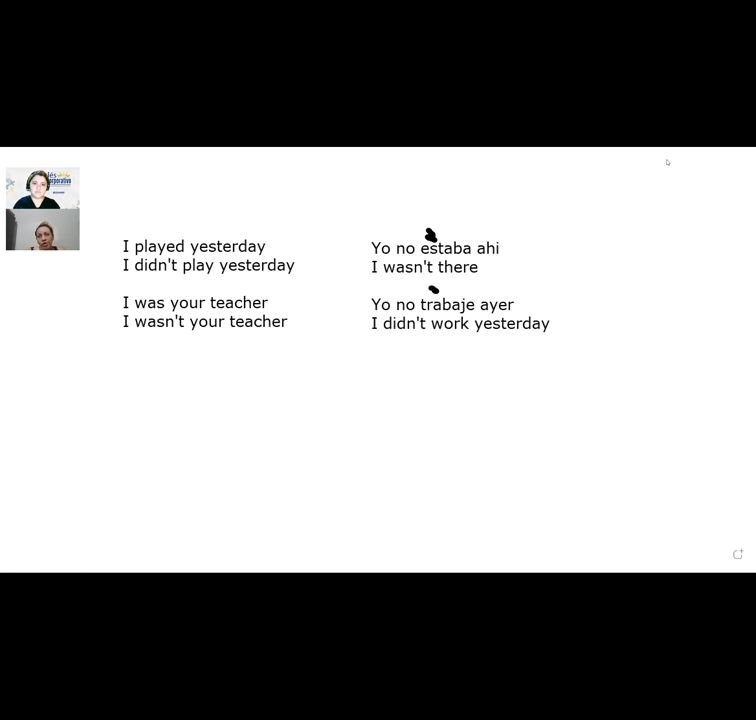 I played yesterday
I didn't play yesterday
I was your teacher
I wasn't your teacher
Yo no estaba ahi
I wasn't there
Yo no trabaje ayer
I didn't work yesterday